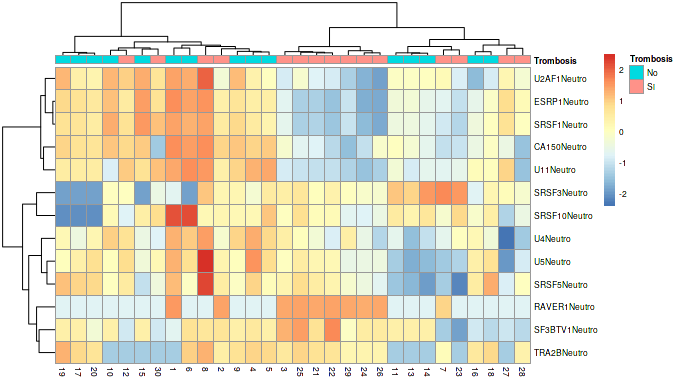 Trombosis
U2AF1Neutro
ESRP1Neutro
SRSF1Neutro
CA150Neutro
U11Neutro
SRSF3Neutro
SRSF10Neutro
U4Neutro
U5Neutro
SRSF5Neutro
RAVER1Neutro
SF3BTV1Neutro
TRA2BNeutro
19 17 20 10 12 15 30 1 6 8 2 9 4 5 3 25 21 22 29 24 26 11 13 14 7 23 16 18 27 28
2
1
0
-1
-2
Trombosis
No
Si